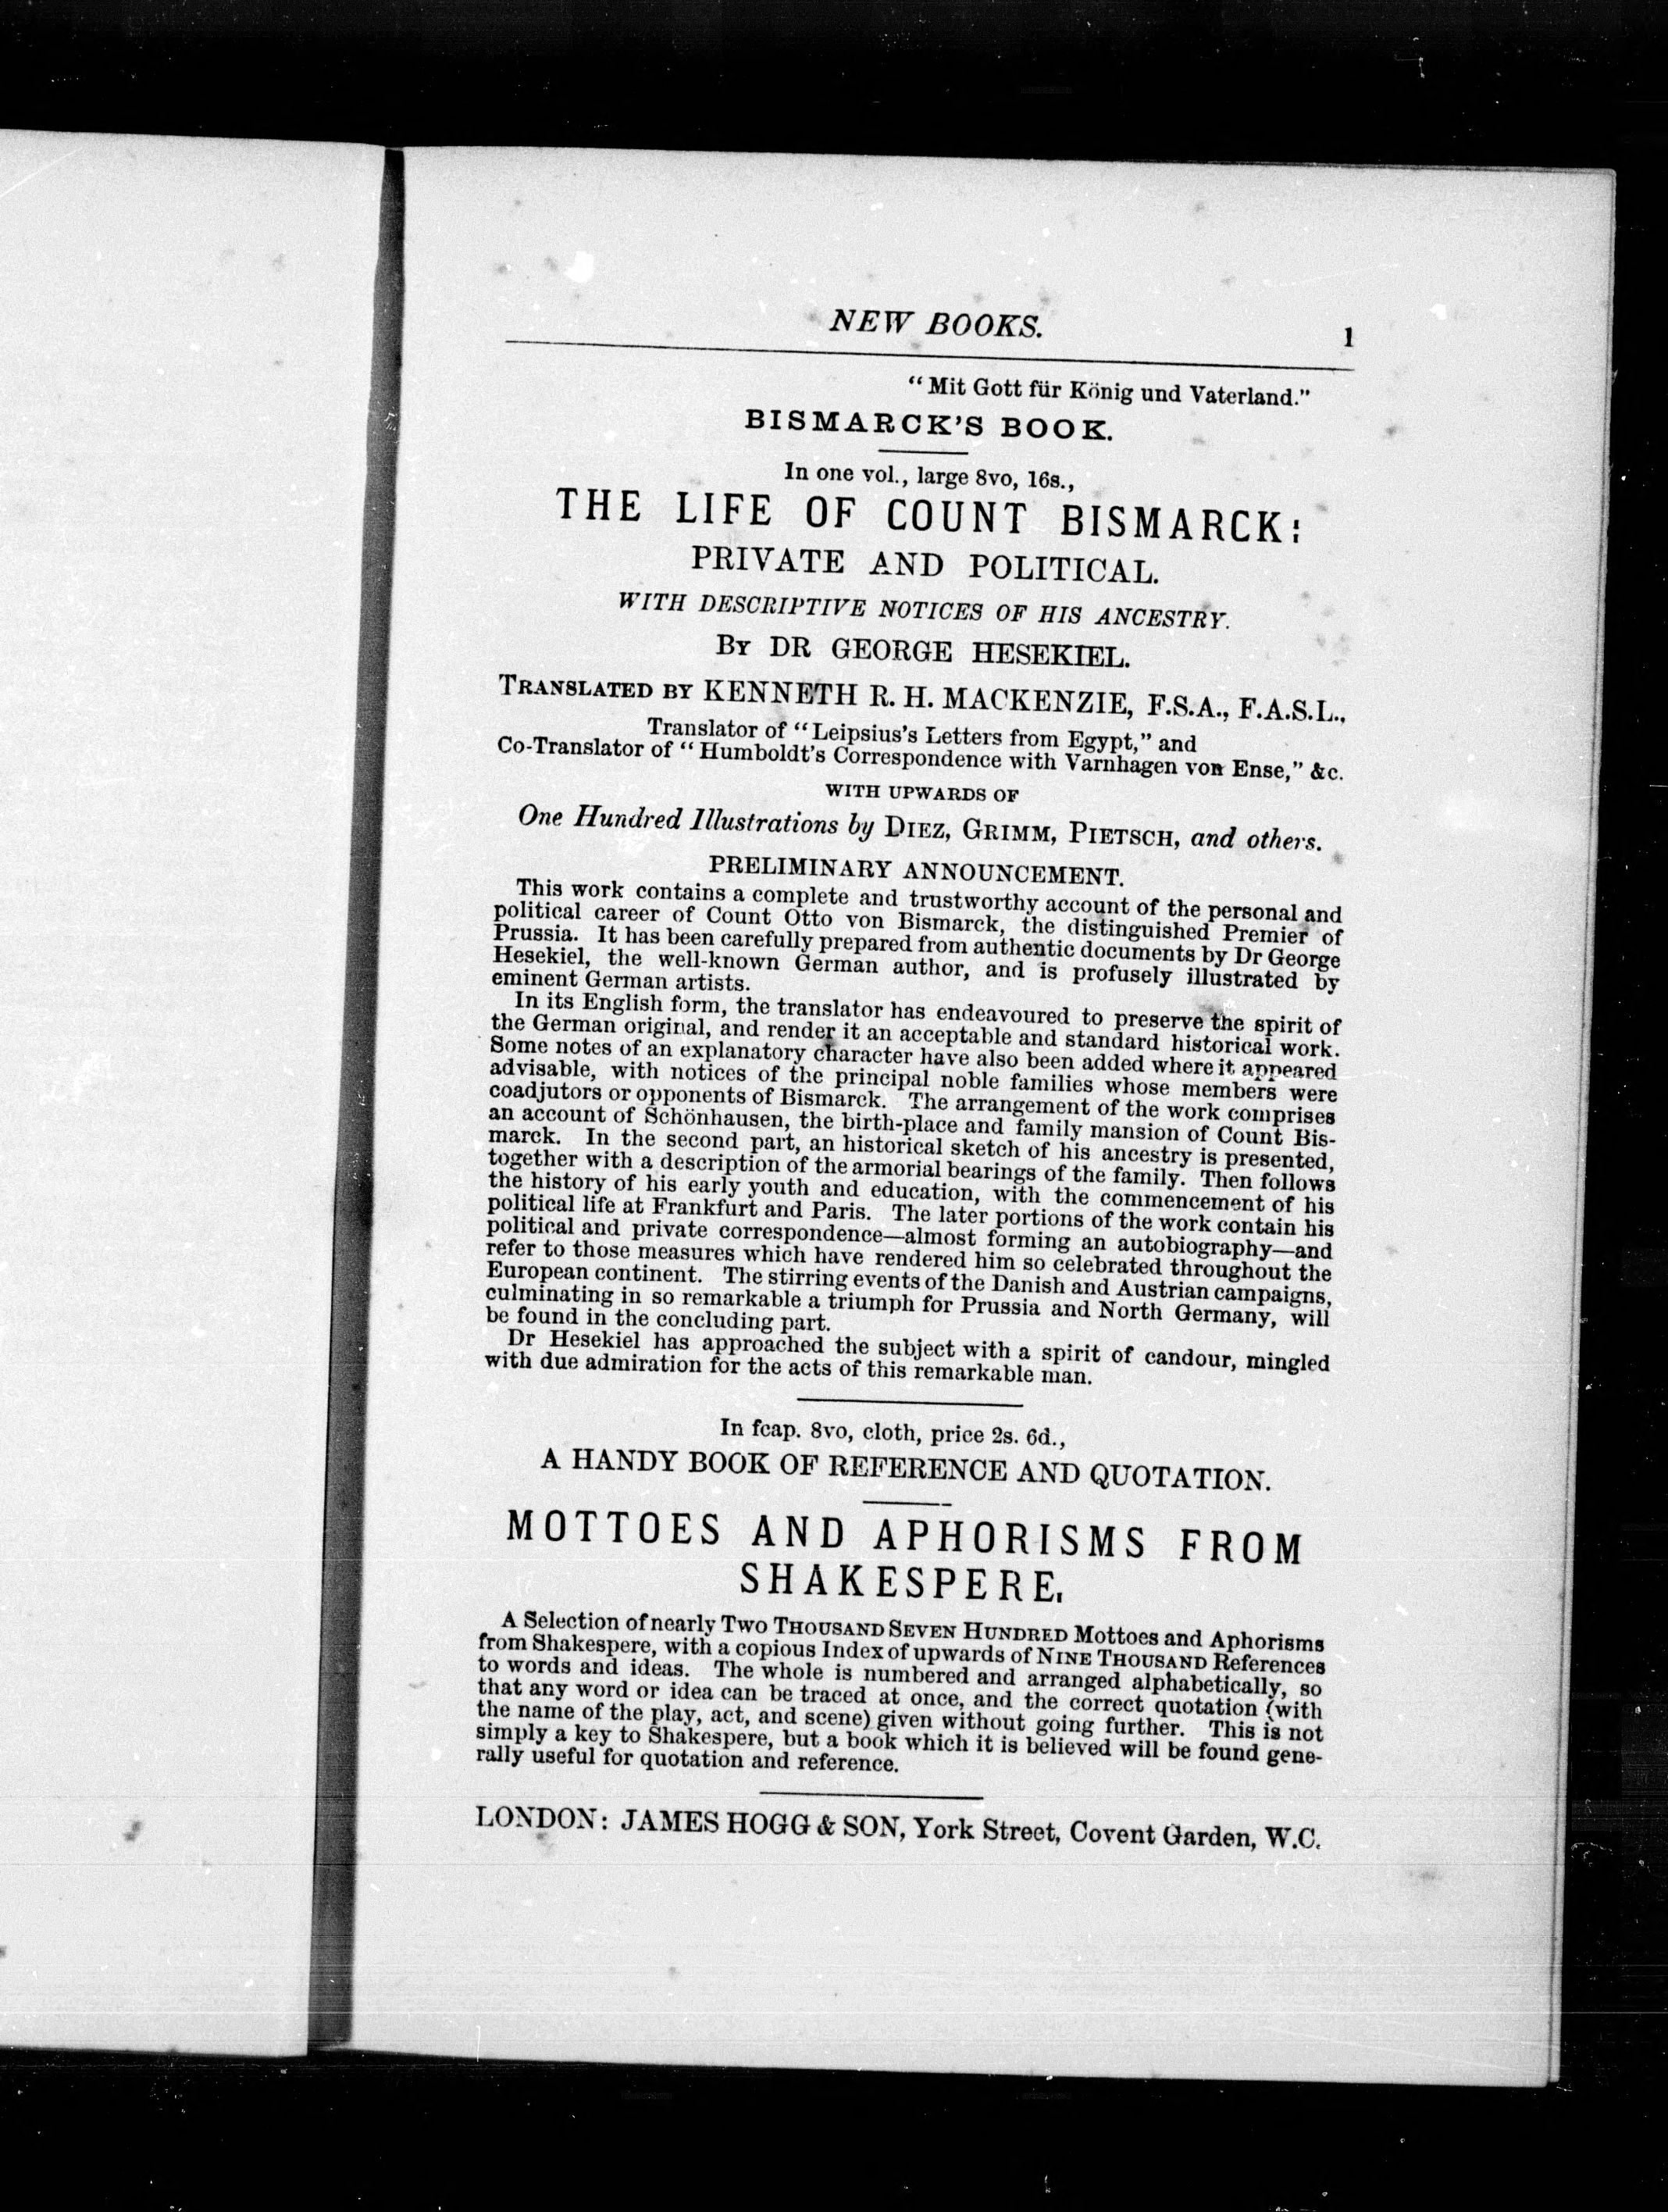 NEW BOOKS. 1
"Mit Gott für König und Vaterland."
BISMARCK'S BOOK.
In one vol., large 8vo, 16s.,
THE LIFE OF COUNT BISMARCK:
PRIVATE AND POLITICAL.
WITH DESCRIPTIVE NOTICES OF HIS ANCESTRY.
BY DR GEORGE HESEKIEL.
TRANSLATED BY KENNETH R. H. MACKENZIE, F.S.A., F.A.S.L.,
Translator of "Leipsius's Letters from Egypt," and
Co-Translator of "Humboldt's Correspondence with Varnhagen von Ense," &c.
WITH UPWARDS OF
One Hundred Illustrations by DIEZ, GRIMM, PIETSCH, and others.
PRELIMINARY ANNOUNCEMENT.
This work contains a complete and trustworthy account of the personal and
political career of Count Otto von Bismarck, the distinguished Premier of
Prussia. It has been carefully prepared from authentic documents by Dr George
Hesekiel, the well-known German author, and is profusely illustrated by
eminent German artists.
In its English form, the translator has endeavoured to preserve the spirit of
the German original, and render it an acceptable and standard historical work.
Some notes of an explanatory character have also been added where it appeared
advisable, with notices of the principal noble families whose members were
coadjutors or opponents of Bismarck. The arrangement of the work comprises
an account of Schönhausen, the birth-place and family mansion of Count Bis-
marck. In the second part, an historical sketch of his ancestry is presented,
together with a description of the armorial bearings of the family. Then follows
the history of his early youth and education, with the commencement of his
political life at Frankfurt and Paris. The later portions of the work contain his
political and private correspondence—almost forming an autobiography—and
refer to those measures which have rendered him so celebrated throughout the
European continent. The stirring events of the Danish and Austrian campaigns,
culminating in so remarkable a triumph for Prussia and North Germany, will
be found in the concluding part.
Dr Hesekiel has approached the subject with a spirit of candour, mingled
with due admiration for the acts of this remarkable man.
In fcap. 8vo, cloth, price 2s. 6d.,
A HANDY BOOK OF REFERENCE AND QUOTATION.
MOTTOES AND APHORISMS FROM
SHAKESPERE.
A Selection of nearly TWO THOUSAND SEVEN HUNDRED Mottoes and Aphorisms
from Shakespere, with a copious Index of upwards of NINE THOUSAND References
to words and ideas. The whole is numbered and arranged alphabetically, so
that any word or idea can be traced at once, and the correct quotation (with
the name of the play, act, and scene) given without going further. This is not
simply a key to Shakespere, but a book which it is believed will be found gene-
rally useful for quotation and reference.
LONDON: JAMES HOGG & SON, York Street, Covent Garden, W.C.